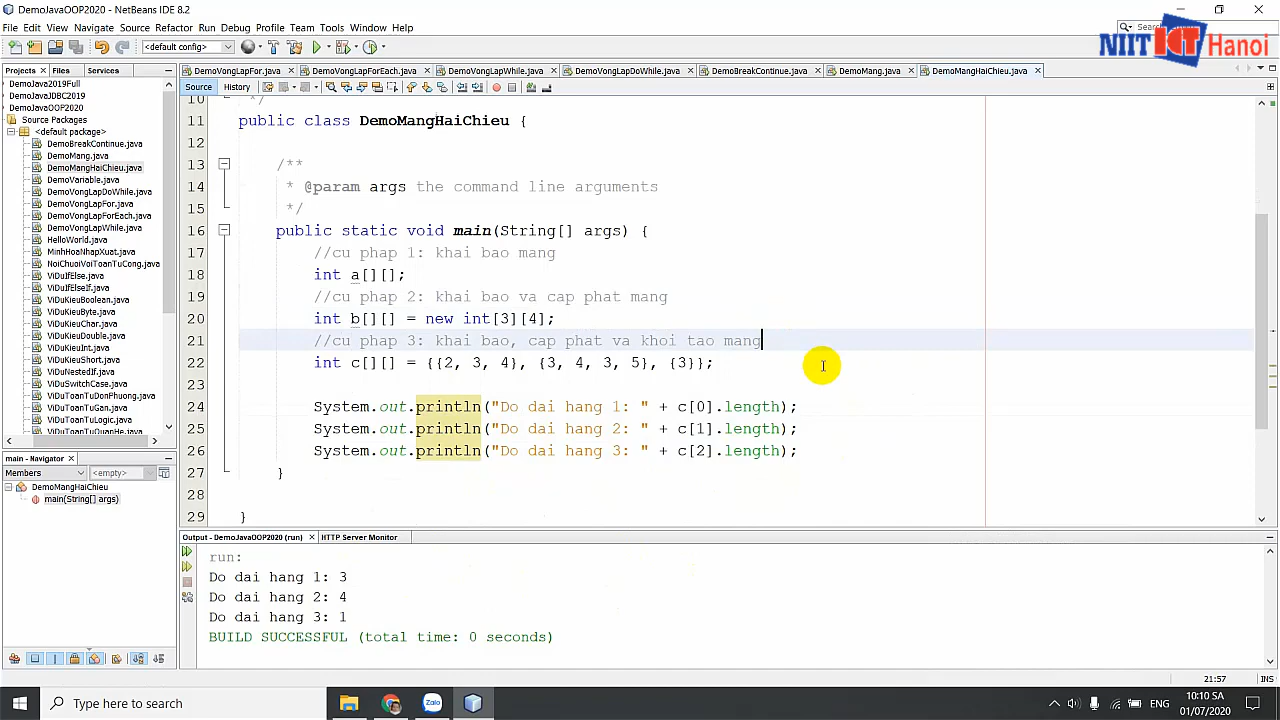 DemoJavaOOP2020 - NetBeans IDE 8.2
File Edit View Navigate Source Refactor Run Debug Profile Team Tools Window Help
<default config>
NIIT ICT Hanoi
Projects Files Services
DemoVongLapFor.java DemoVongLapForEach.java DemoVongLapWhile.java DemoVongLapDoWhile.java DmoBreakContinue.java DemoMang.java DemoMangHaiChieu.java
Source History
DemoJava2019Full
DemoJavaJDBC2019
DemoJavaOOP2020
Source Packages
<default package>
DemoBreakContinue.java
DemoMang.java
DemoMangHaiChieu.java
DemoVariable.java
DemoVongLapDoWhile.java
DemoVongLapFor.java
DemoVongLapForEach.java
DemoVongLapWhile.java
HelloWorld.java
MinhHoaNhapXuat.java
NoiChuoiVoiToanTuCong.java
ViDuIfElse.java
ViDuKieuBoolean.java
ViDuKieuByte.java
ViDuKieuChar.java
ViDuKieuDouble.java
ViDuKieuInt.java
ViDuNestedIf.java
ViDuSwitchCase.java
ViDuToanTuDonPhuong.java
ViDuToanTuGan.java
ViDuToanTuLogic.java
ViDuToanTuQuanHe.java
10 */
11 public class DemoMangHaiChieu {
12
13 /**
14 * @param args the command line arguments
15 */
16 public static void main(String[] args) {
17 //cu phap 1: khai bao mang
18 int a[][];
19 //cu phap 2: khai bao va cap phat mang
20 int b[][] = new int[3][4];
21 //cu phap 3: khai bao, cap phat va khoi tao mang
22 int c[][] = {{2, 3, 4}, {3, 4, 3, 5}, {3}};
23
24 System.out.println("Do dai hang 1: " + c[0].length);
25 System.out.println("Do dai hang 2: " + c[1].length);
26 System.out.println("Do dai hang 3: " + c[2].length);
27 }
28
29 }
main - Navigator
Members <empty>
DemoMangHaiChieu
main(String[] args)
Output - DemoJavaOOP2020 (run) HTTP Server Monitor
run:
Do dai hang 1: 3
Do dai hang 2: 4
Do dai hang 3: 1
BUILD SUCCESSFUL (total time: 0 seconds)
21:57 INS
Type here to search
Zalo
ENG
10:10 SA
01/07/2020